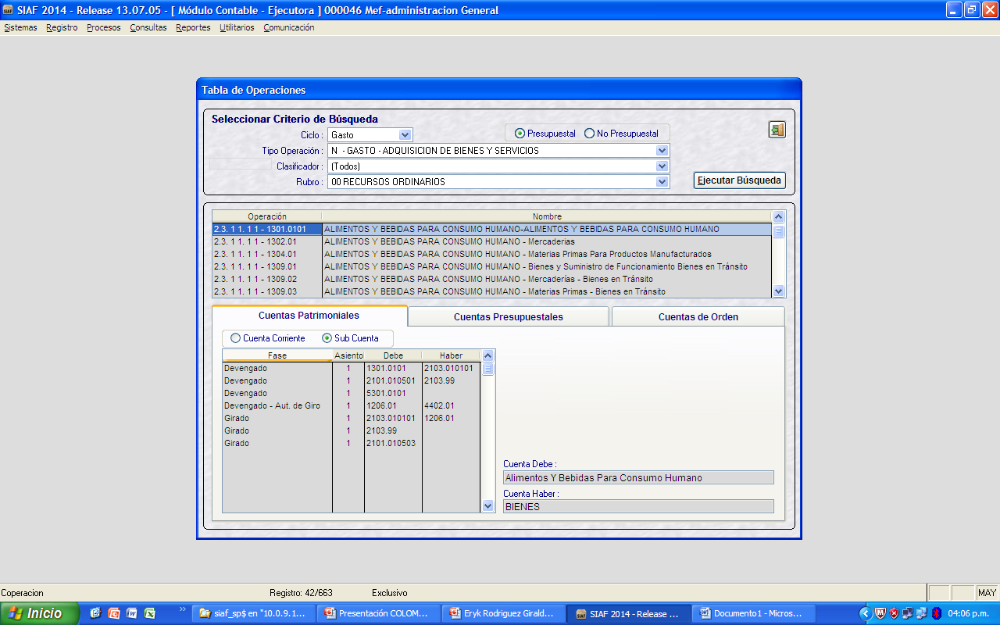 SIAF 2014 - Release 13.07.05 - [ Módulo Contable - Ejecutora ] 000046 Mef-administracion General
Sistemas Registro Procesos Consultas Reportes Utilitarios Comunicación
Tabla de Operaciones
Seleccionar Criterio de Búsqueda
Ciclo : Gasto Presupuestal No Presupuestal
Tipo Operación : N - GASTO - ADQUISICION DE BIENES Y SERVICIOS
Clasificador : (Todos)
Rubro : 00 RECURSOS ORDINARIOS Ejecutar Búsqueda
Operación Nombre
2.3. 1 1. 1 1 - 1301.0101 ALIMENTOS Y BEBIDAS PARA CONSUMO HUMANO-ALIMENTOS Y BEBIDAS PARA CONSUMO HUMANO
2.3. 1 1. 1 1 - 1302.01 ALIMENTOS Y BEBIDAS PARA CONSUMO HUMANO - Mercaderias
2.3. 1 1. 1 1 - 1304.01 ALIMENTOS Y BEBIDAS PARA CONSUMO HUMANO - Materias Primas Para Productos Manufacturados
2.3. 1 1. 1 1 - 1309.01 ALIMENTOS Y BEBIDAS PARA CONSUMO HUMANO - Bienes y Suministro de Funcionamiento Bienes en Tránsito
2.3. 1 1. 1 1 - 1309.02 ALIMENTOS Y BEBIDAS PARA CONSUMO HUMANO - Mercaderías - Bienes en Tránsito
2.3. 1 1. 1 1 - 1309.03 ALIMENTOS Y BEBIDAS PARA CONSUMO HUMANO - Materias Primas - Bienes en Tránsito
Cuentas Patrimoniales Cuentas Presupuestales Cuentas de Orden
Cuenta Corriente Sub Cuenta
Fase Asiento Debe Haber
Devengado 1 1301.0101 2103.010101
Devengado 1 2101.010501 2103.99
Devengado 1 5301.0101
Devengado - Aut. de Giro 1 1206.01 4402.01
Girado 1 2103.010101 1206.01
Girado 1 2103.99
Girado 1 2101.010503
Cuenta Debe :
Alimentos Y Bebidas Para Consumo Humano
Cuenta Haber :
BIENES
Coperacion Registro: 42/663 Exclusivo MAY
Inicio siaf_sp$ en "10.0.9.1... Presentación COLOM... Eryk Rodriguez Girald... SIAF 2014 - Release ... Documento1 - Micros... 04:06 p.m.